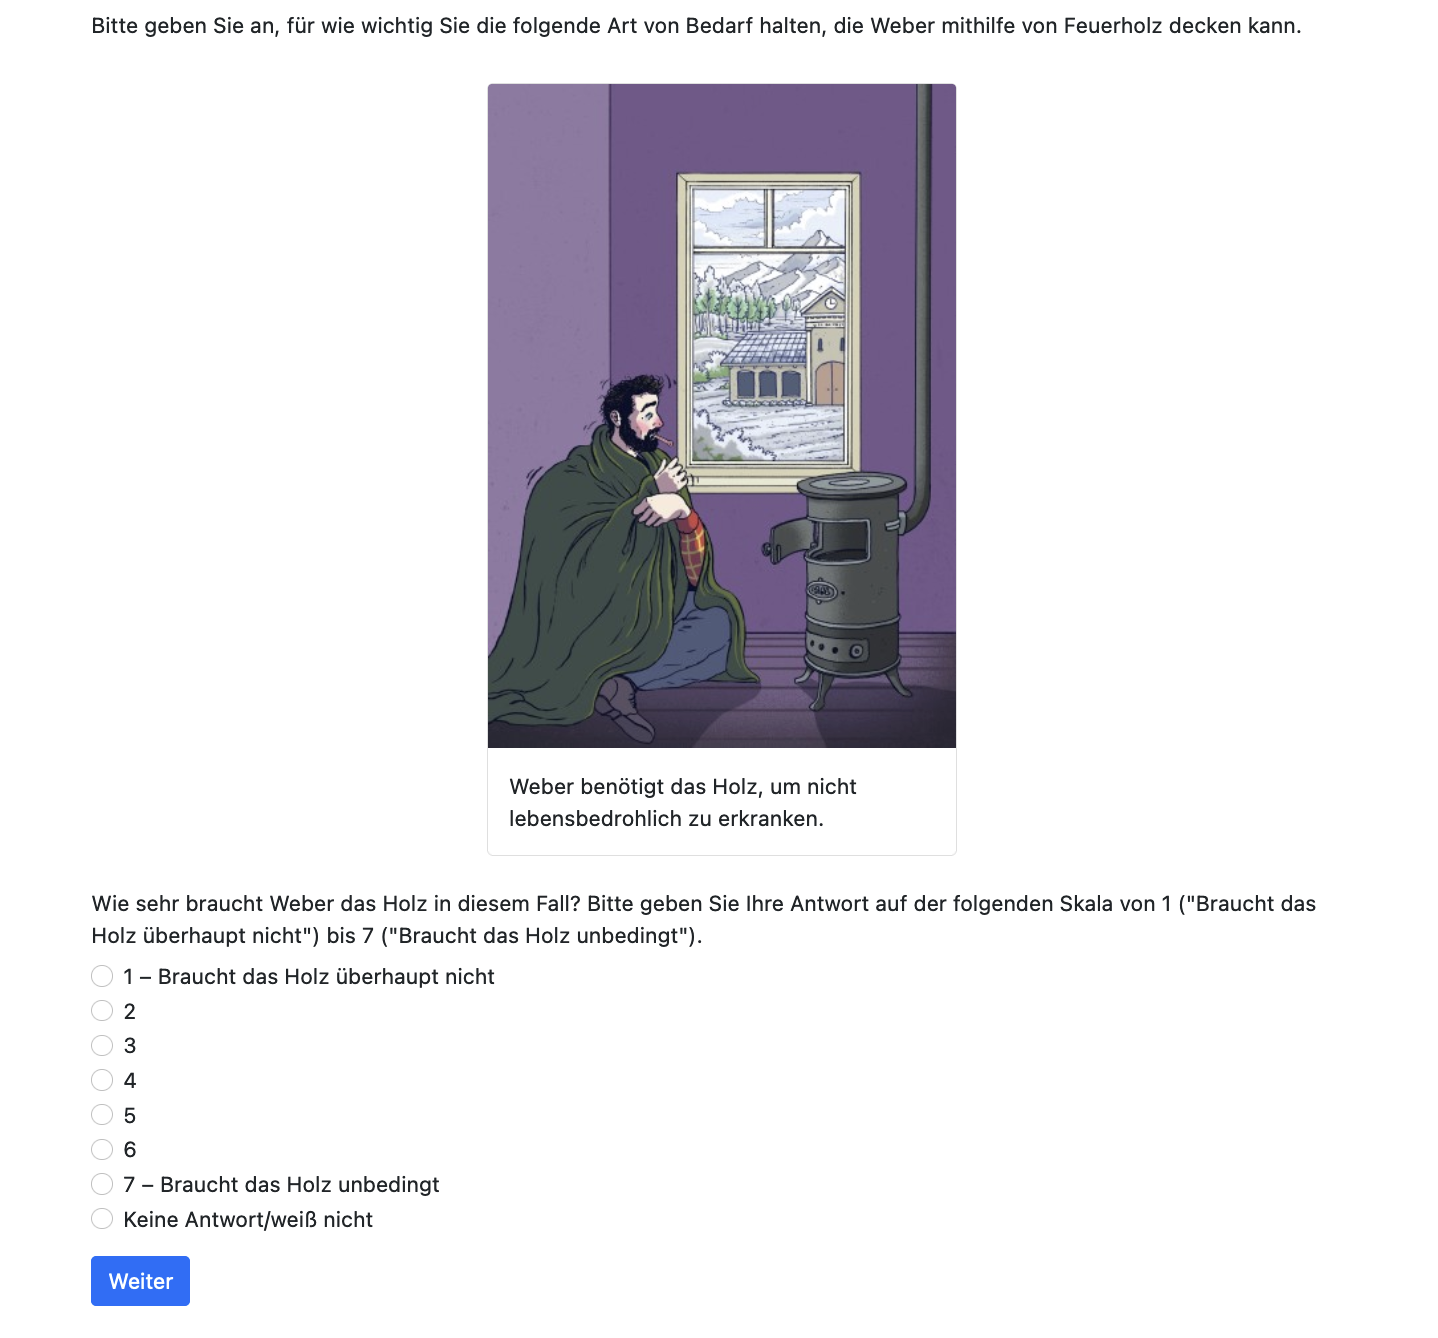 Bitte geben Sie an, für wie wichtig Sie die folgende Art von Bedarf halten, die Weber mithilfe von Feuerholz decken kann.
Weber benötigt das Holz, um nicht
lebensbedrohlich zu erkranken.
Wie sehr braucht Weber das Holz in diesem Fall? Bitte geben Sie Ihre Antwort auf der folgenden Skala von 1 ("Braucht das
Holz überhaupt nicht") bis 7 ("Braucht das Holz unbedingt").
1 – Braucht das Holz überhaupt nicht
2
3
4
5
6
7 – Braucht das Holz unbedingt
Keine Antwort/weiß nicht
Weiter